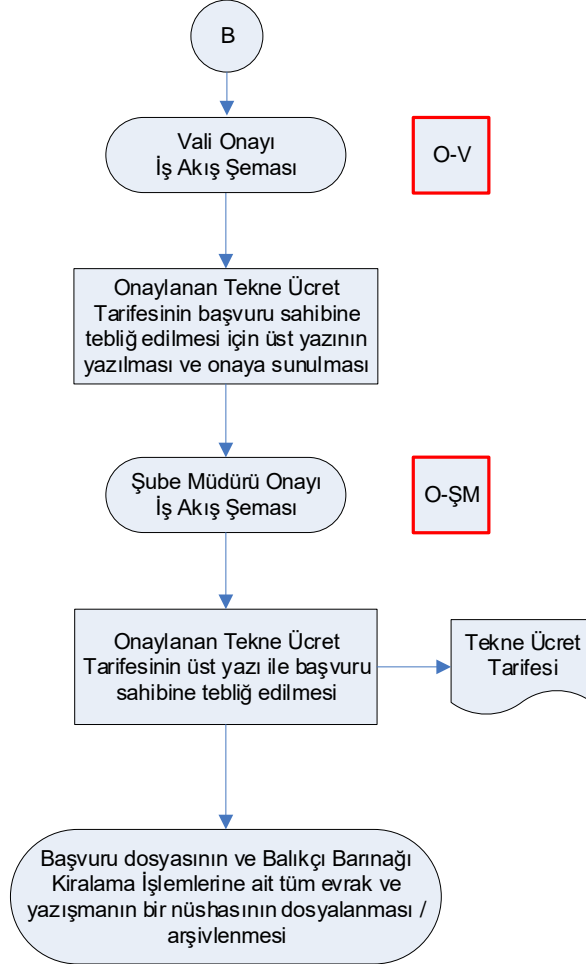 B
Vali Onayı
İş Akış Şeması
O-V
Onaylanan Tekne Ücret
Tarifesinin başvuru sahibine
tebliğ edilmesi için üst yazının
yazılması ve onaya sunulması
Şube Müdürü Onayı
İş Akış Şeması
O-ŞM
Onaylanan Tekne Ücret
Tarifesinin üst yazı ile başvuru
sahibine tebliğ edilmesi
Tekne Ücret
Tarifesi
Başvuru dosyasının ve Balıkçı Barınağı
Kiralama İşlemlerine ait tüm evrak ve
yazışmanın bir nüshasının dosyalanması /
arşivlenmesi